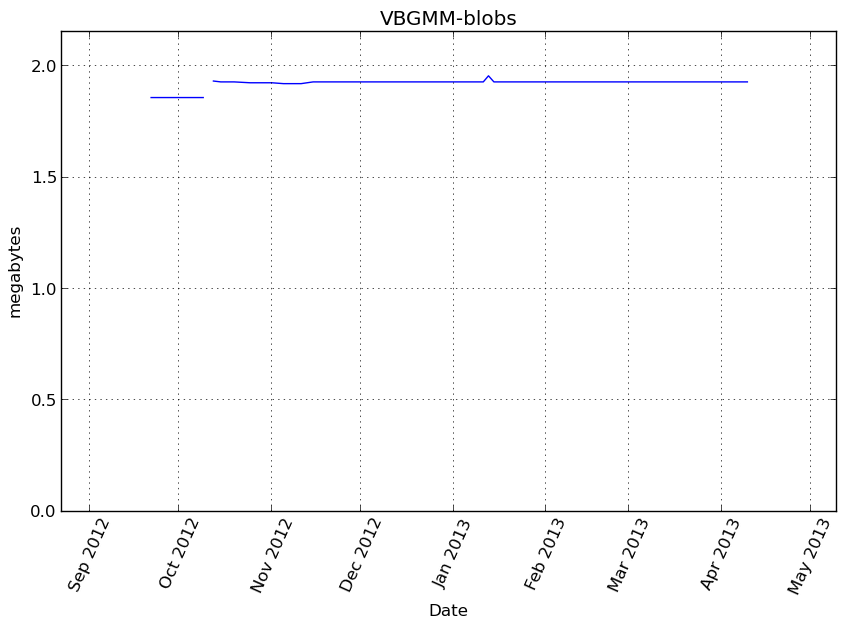 VBGMM-blobs
2.0
1.5
1.0
0.5
0.0
megabytes
Sep 2012
Oct 2012
Nov 2012
Dec 2012
Jan 2013
Feb 2013
Mar 2013
Apr 2013
May 2013
Date